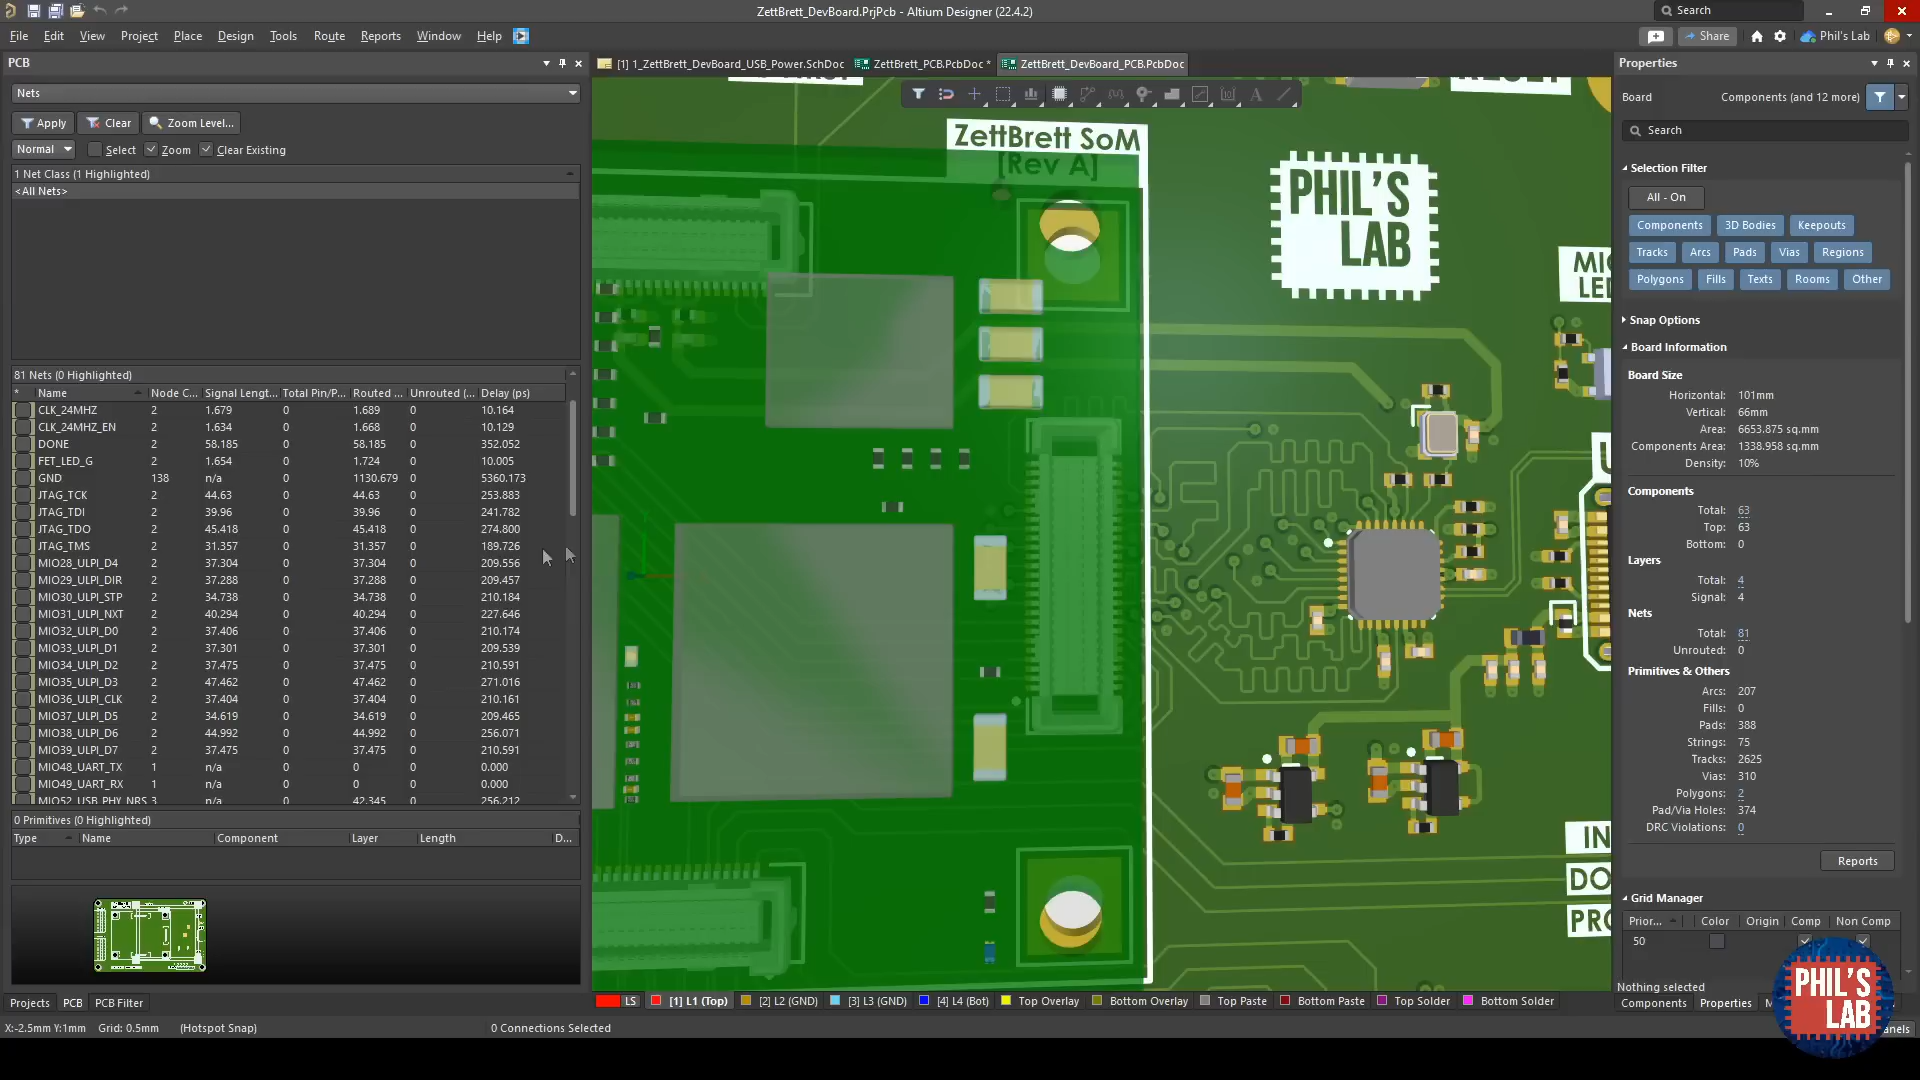 ZettBrett_DevBoard.PrjPcb - Altium Designer (22.4.2)
Search
File Edit View Project Place Design Tools Route Reports Window Help
Share
Phil's Lab
PCB
[1] 1_ZettBrett_DevBoard_USB_Power.SchDoc
ZettBrett_PCB.PcbDoc *
ZettBrett_DevBoard_PCB.PcbDoc
Nets
Apply Clear Zoom Level...
Normal Select Zoom Clear Existing
1 Net Class (1 Highlighted)
<All Nets>
81 Nets (0 Highlighted)
* Name Node C... Signal Lengt... Total Pin/P... Routed ... Unrouted (... Delay (ps)
CLK_24MHZ 2 1.679 0 1.689 0 10.164
CLK_24MHZ_EN 2 1.634 0 1.668 0 10.129
DONE 2 58.185 0 58.185 0 352.052
FET_LED_G 2 1.654 0 1.724 0 10.005
GND 138 n/a 0 1130.679 0 5360.173
JTAG_TCK 2 44.63 0 44.63 0 253.883
JTAG_TDI 2 39.96 0 39.96 0 241.782
JTAG_TDO 2 45.418 0 45.418 0 274.800
JTAG_TMS 2 31.357 0 31.357 0 189.726
MIO28_ULPI_D4 2 37.304 0 37.304 0 209.556
MIO29_ULPI_DIR 2 37.288 0 37.288 0 209.457
MIO30_ULPI_STP 2 34.738 0 34.738 0 210.184
MIO31_ULPI_NXT 2 40.294 0 40.294 0 227.646
MIO32_ULPI_D0 2 37.406 0 37.406 0 210.174
MIO33_ULPI_D1 2 37.301 0 37.301 0 209.539
MIO34_ULPI_D2 2 37.475 0 37.475 0 210.591
MIO35_ULPI_D3 2 47.462 0 47.462 0 271.016
MIO36_ULPI_CLK 2 37.404 0 37.404 0 210.161
MIO37_ULPI_D5 2 34.619 0 34.619 0 209.465
MIO38_ULPI_D6 2 44.992 0 44.992 0 256.071
MIO39_ULPI_D7 2 37.475 0 37.475 0 210.591
MIO48_UART_TX 1 n/a 0 0 0 0.000
MIO49_UART_RX 1 n/a 0 0 0 0.000
MIO52_USB_PHY_NRS 3 n/a 0 42.345 0 256.212
0 Primitives (0 Highlighted)
Type Name Component Layer Length D...
Projects PCB PCB Filter
ZettBrett SoM
[Rev A]
PHIL'S
LAB
MIO
LE
U
IN
DO
PRO
LS [1] L1 (Top) [2] L2 (GND) [3] L3 (GND) [4] L4 (Bot) Top Overlay Bottom Overlay Top Paste Bottom Paste Top Solder Bottom Solder
X:-2.5mm Y:1mm Grid: 0.5mm (Hotspot Snap)
0 Connections Selected
Properties
Board Components (and 12 more)
Search
Selection Filter
All - On
Components 3D Bodies Keepouts
Tracks Arcs Pads Vias Regions
Polygons Fills Texts Rooms Other
Snap Options
Board Information
Board Size
Horizontal: 101mm
Vertical: 66mm
Area: 6653.875 sq.mm
Components Area: 1338.958 sq.mm
Density: 10%
Components
Total: 63
Top: 63
Bottom: 0
Layers
Total: 4
Signal: 4
Nets
Total: 81
Unrouted: 0
Primitives & Others
Arcs: 207
Fills: 0
Pads: 388
Strings: 75
Tracks: 2625
Vias: 310
Polygons: 2
Pad/Via Holes: 374
DRC Violations: 0
Reports
Grid Manager
Prior... Color Origin Comp Non Comp
50
Nothing selected
Components Properties M
PHIL'S
LAB
anels